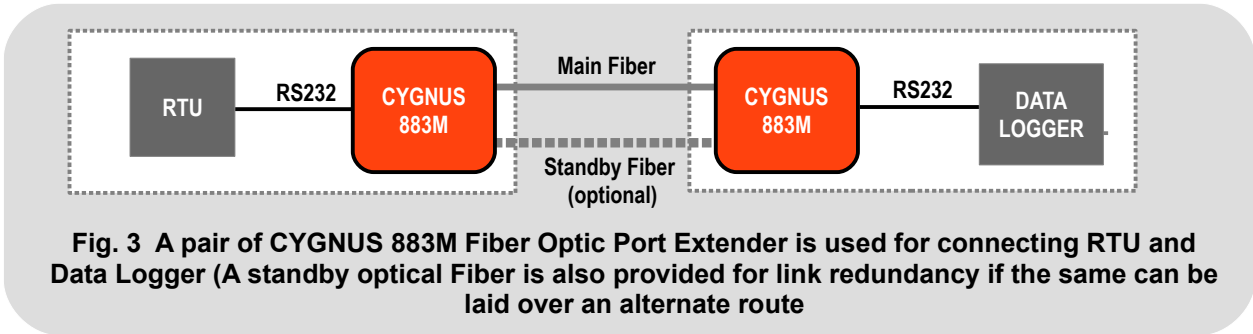 RTU
RS232
CYGNUS
883M
Main Fiber
Standby Fiber
(optional)
CYGNUS
883M
RS232
DATA
LOGGER
Fig. 3 A pair of CYGNUS 883M Fiber Optic Port Extender is used for connecting RTU and
Data Logger (A standby optical Fiber is also provided for link redundancy if the same can be
laid over an alternate route